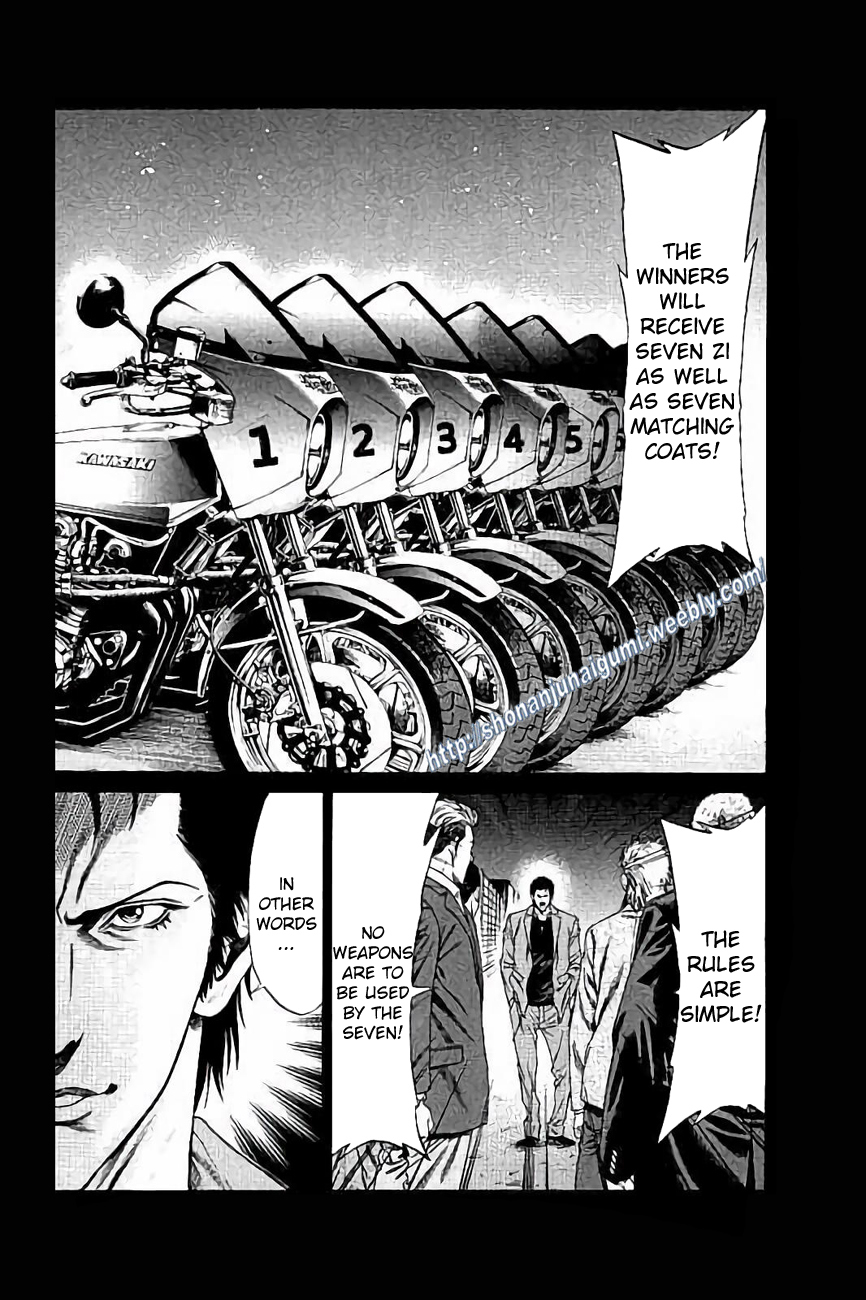 THE
WINNERS
WILL
RECEIVE
SEVEN Z1
AS WELL
AS SEVEN
MATCHING
COATS!
KAWASAKI
1
2
3
4
5
http://shonanjunaigumi.weebly.com/
THE
RULES
ARE
SIMPLE!
NO
WEAPONS
ARE TO
BE USED
BY THE
SEVEN!
IN
OTHER
WORDS
...